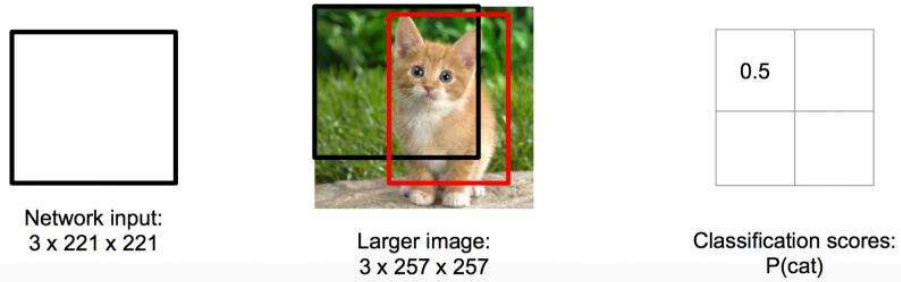 0.5
Network input:
3 x 221 x 221
Larger image:
3 x 257 x 257
Classification scores:
P(cat)